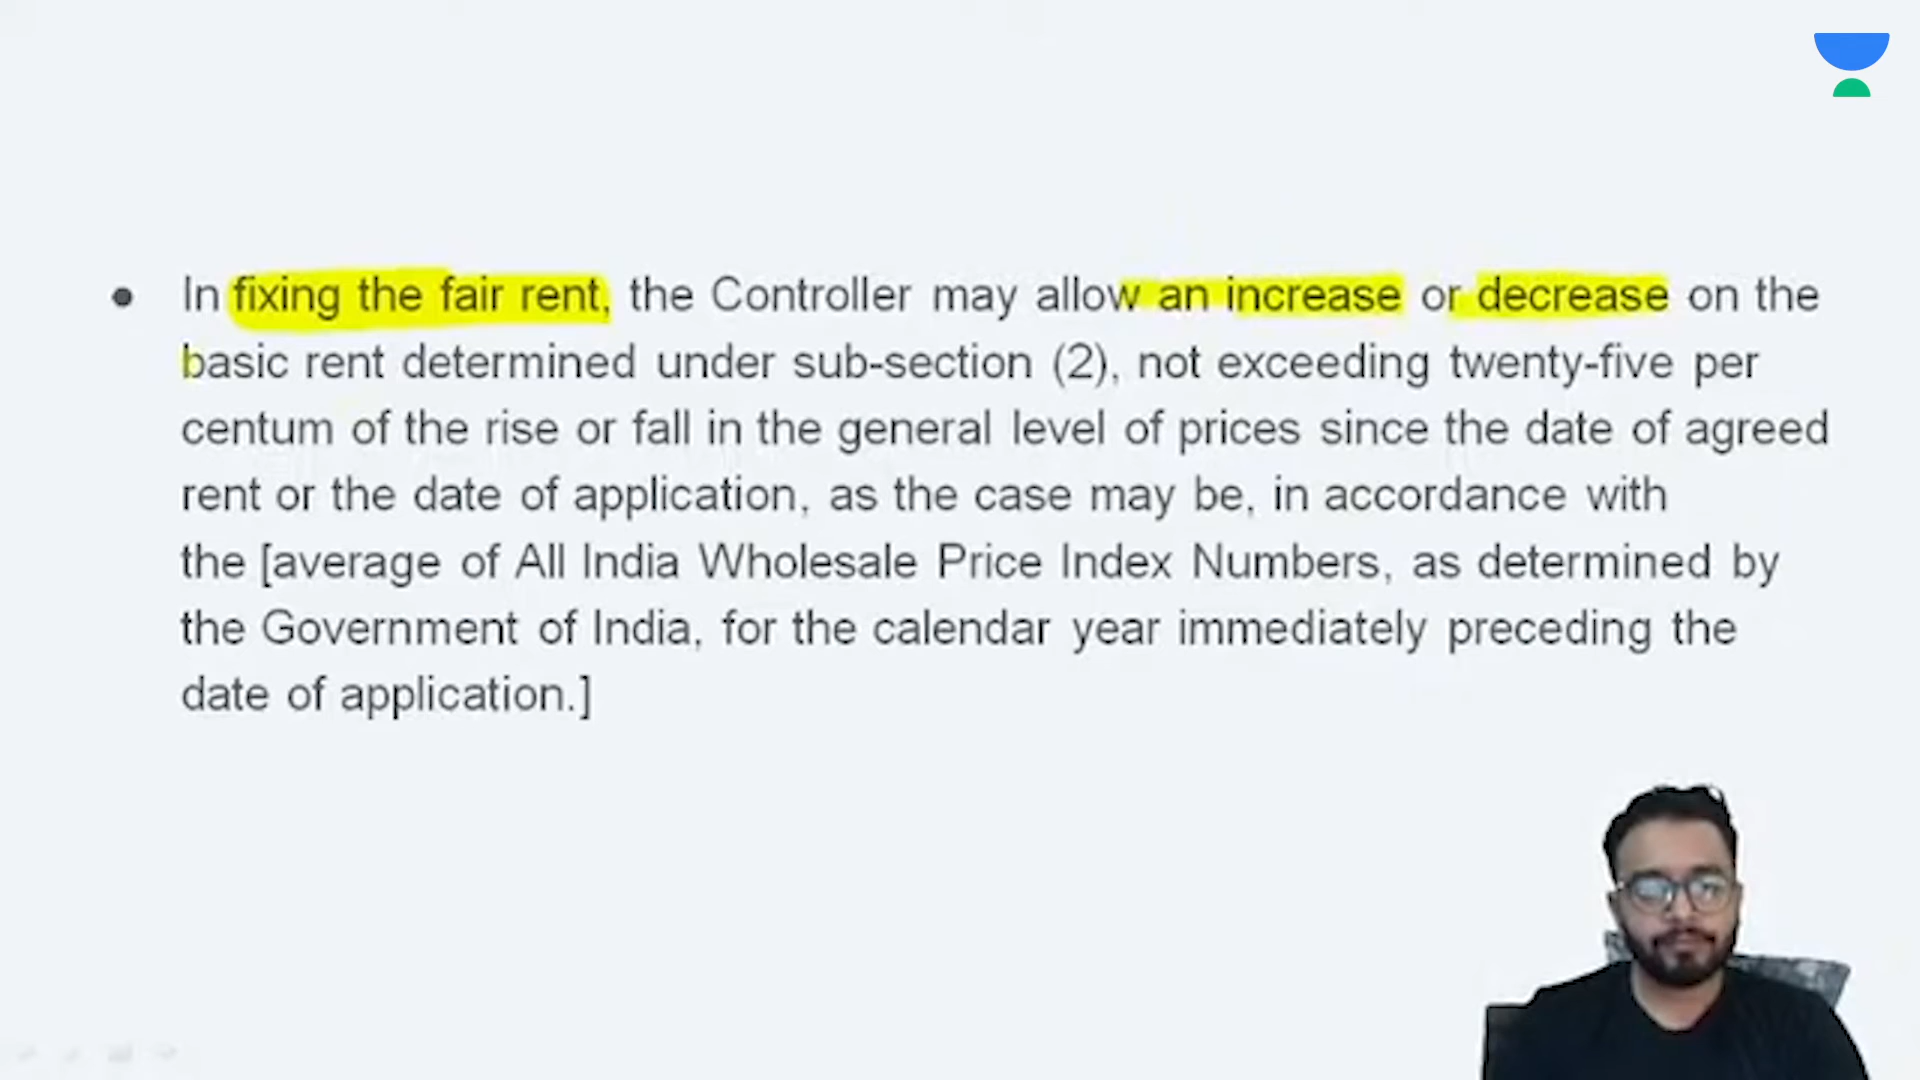 In fixing the fair rent, the Controller may allow an increase or decrease on the
basic rent determined under sub-section (2), not exceeding twenty-five per
centum of the rise or fall in the general level of prices since the date of agreed
rent or the date of application, as the case may be, in accordance with
the [average of All India Wholesale Price Index Numbers, as determined by
the Government of India, for the calendar year immediately preceding the
date of application.]